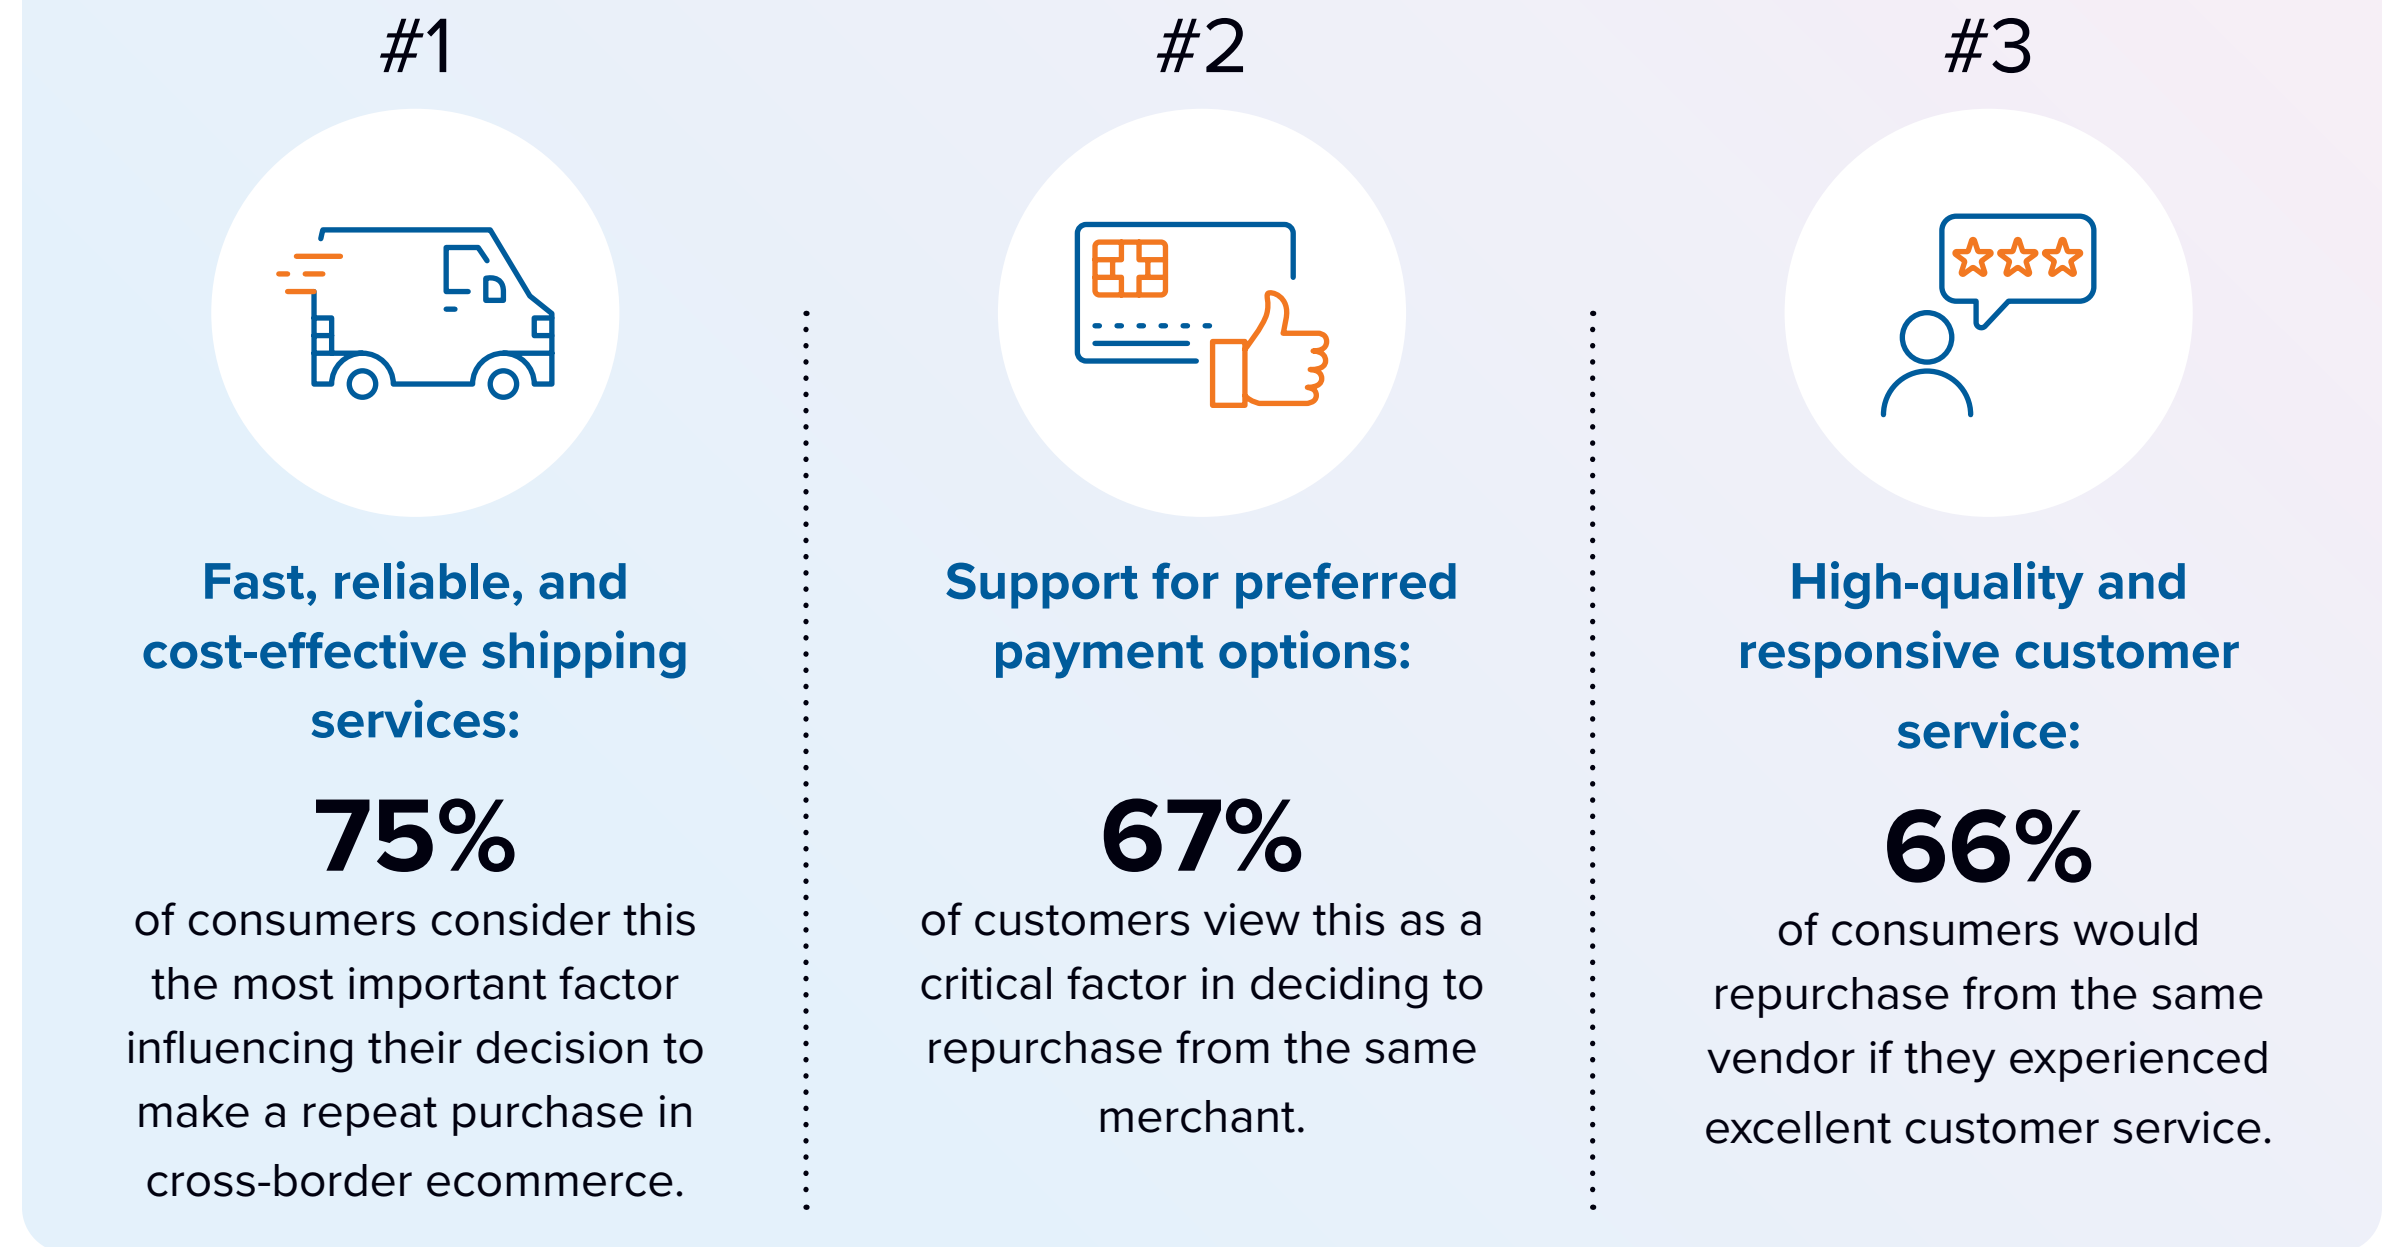 #1
Fast, reliable, and
cost-effective shipping
services:
75%
of consumers consider this
the most important factor
influencing their decision to
make a repeat purchase in
cross-border ecommerce.
#2
Support for preferred
payment options:
67%
of customers view this as a
critical factor in deciding to
repurchase from the same
merchant.
#3
High-quality and
responsive customer
service:
66%
of consumers would
repurchase from the same
vendor if they experienced
excellent customer service.